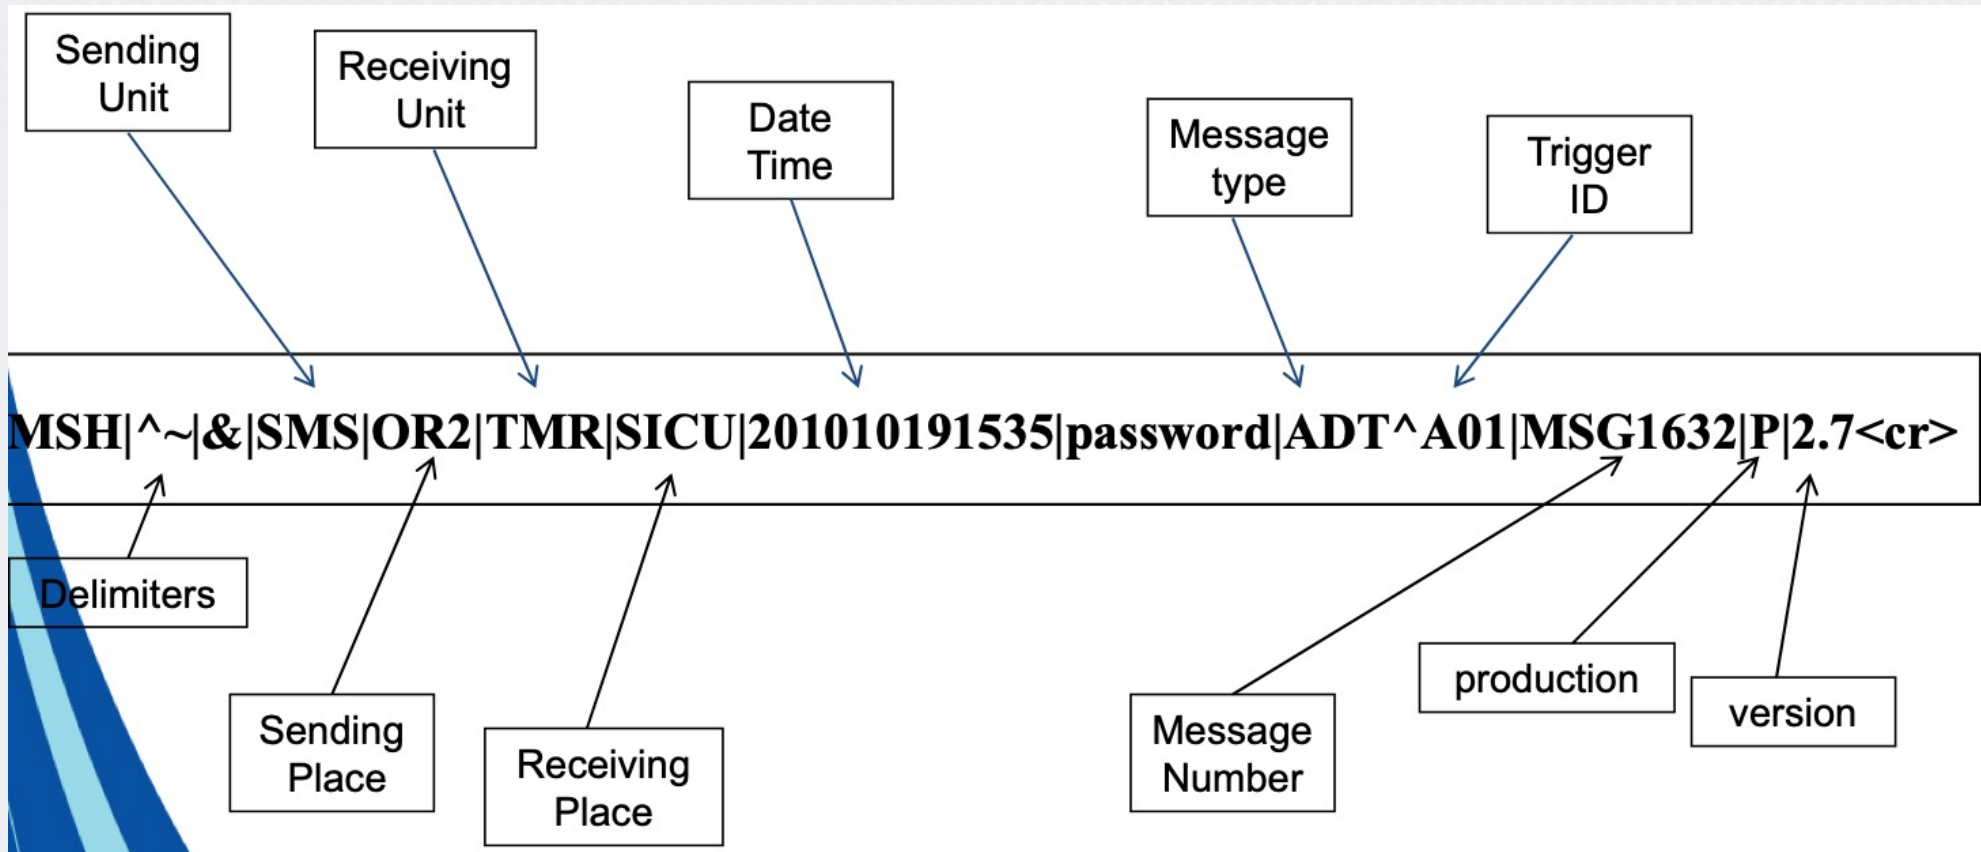 Sending
Unit
Receiving
Unit
Date
Time
Message
type
Trigger
ID
MSH|^~|&|SMS|OR2|TMR|SICU|201010191535|password|ADT^A01|MSG1632|P|2.7<cr>
Delimiters
Sending
Place
Receiving
Place
Message
Number
production
version